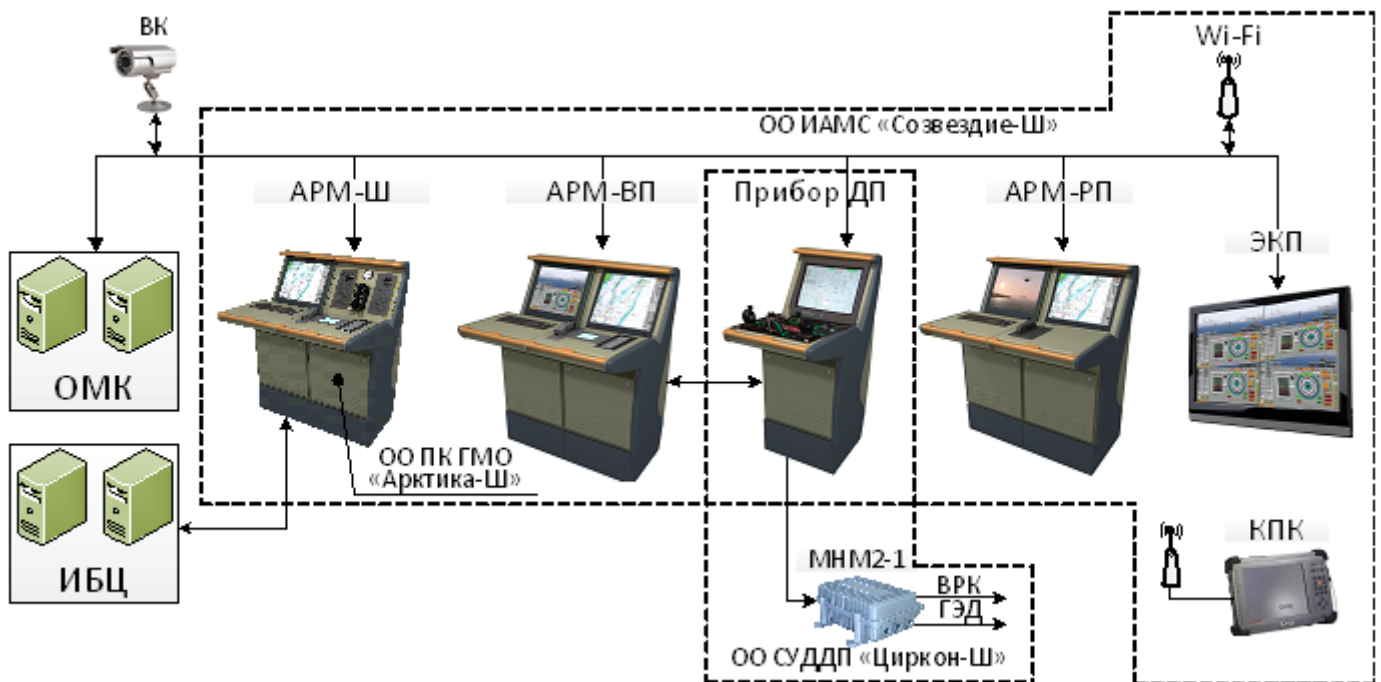 ВК
Wi-Fi
ОО ИАМС «Созвездие-Ш»
АРМ-Ш
АРМ-ВП
Прибор ДП
АРМ-РП
ЭКП
ОМК
ОО ПК ГМО
«Арктика-Ш»
ИБЦ
МНМ2-1
КПК
ВРК
ГЭД
ОО СУДДП «Циркон-Ш»